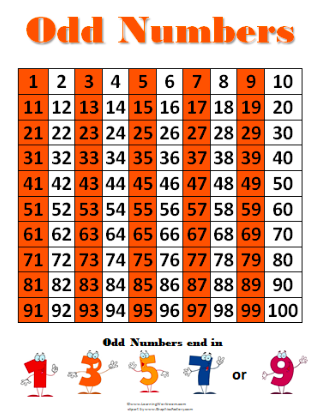 Odd Numbers
1 2 3 4 5 6 7 8 9 10
11 12 13 14 15 16 17 18 19 20
21 22 23 24 25 26 27 28 29 30
31 32 33 34 35 36 37 38 39 40
41 42 43 44 45 46 47 48 49 50
51 52 53 54 55 56 57 58 59 60
61 62 63 64 65 66 67 68 69 70
71 72 73 74 75 76 77 78 79 80
81 82 83 84 85 86 87 88 89 90
91 92 93 94 95 96 97 98 99 100
Odd Numbers end in
1 3 5 7 or 9